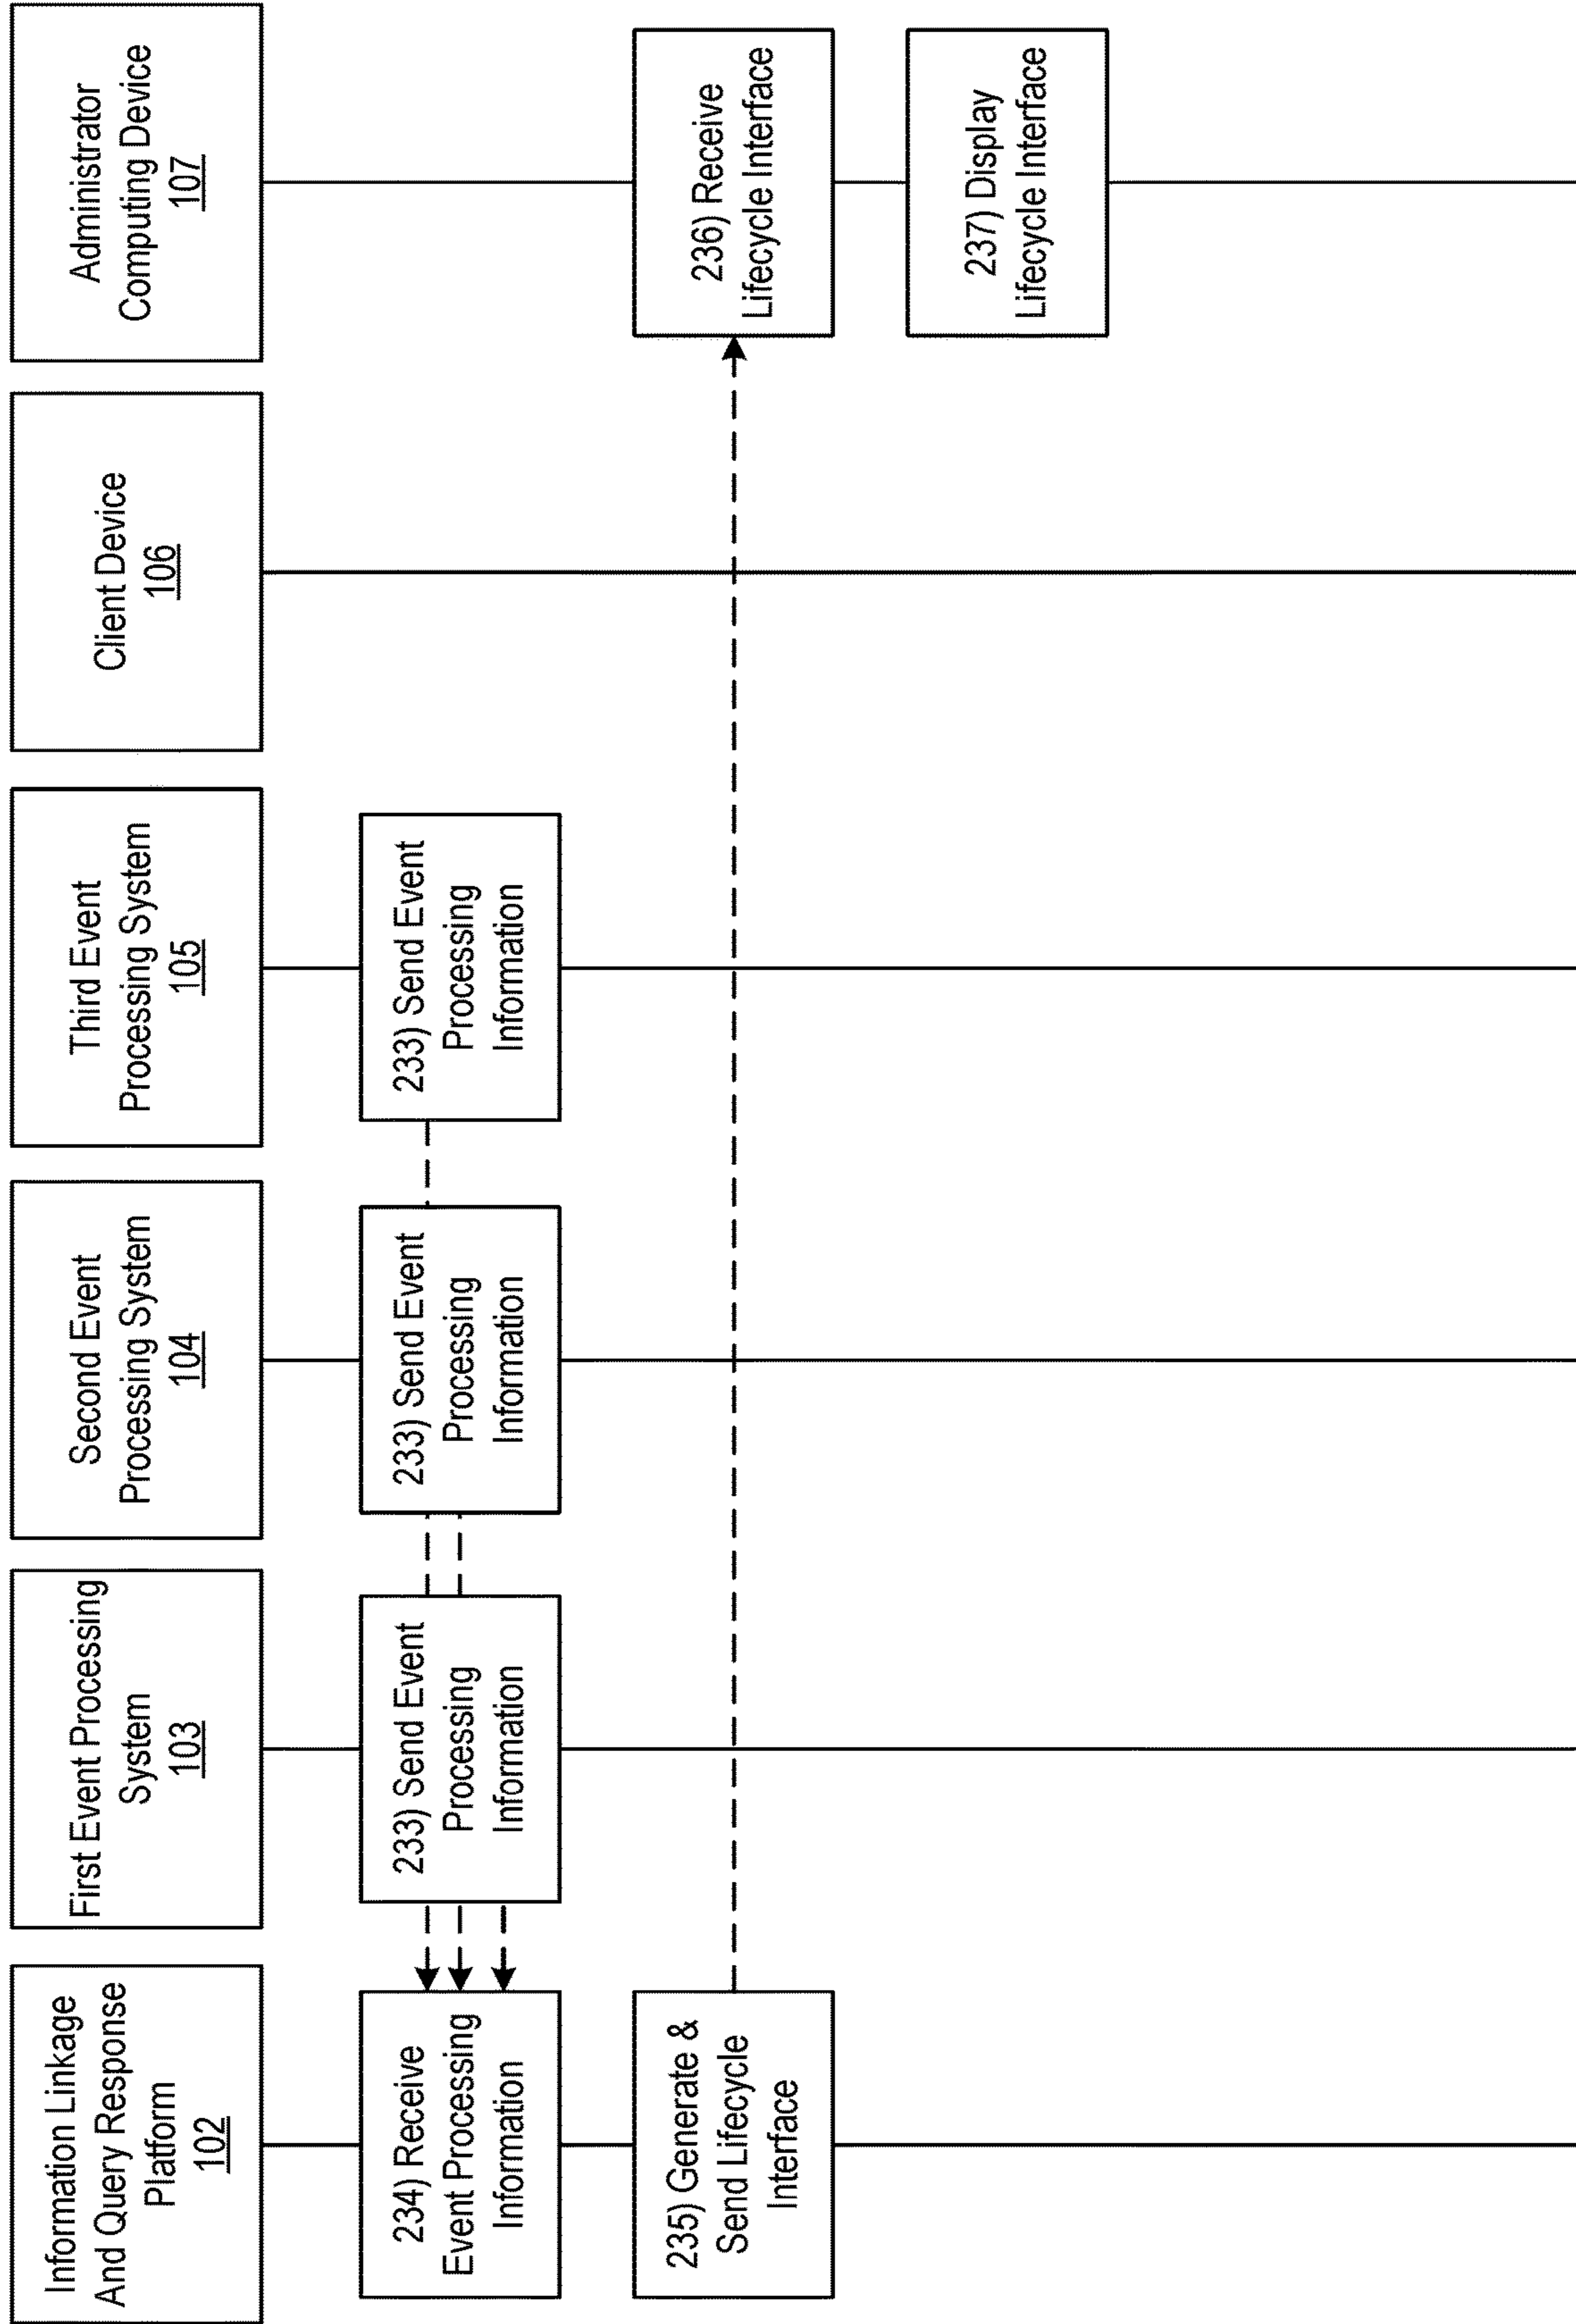 Information Linkage
And Query Response
Platform
102
First Event Processing
System
103
Second Event
Processing System
104
Third Event
Processing System
105
Client Device
106
Administrator
Computing Device
107
234) Receive
Event Processing
Information
233) Send Event
Processing
Information
233) Send Event
Processing
Information
233) Send Event
Processing
Information
235) Generate &
Send Lifecycle
Interface
236) Receive
Lifecycle Interface
237) Display
Lifecycle Interface